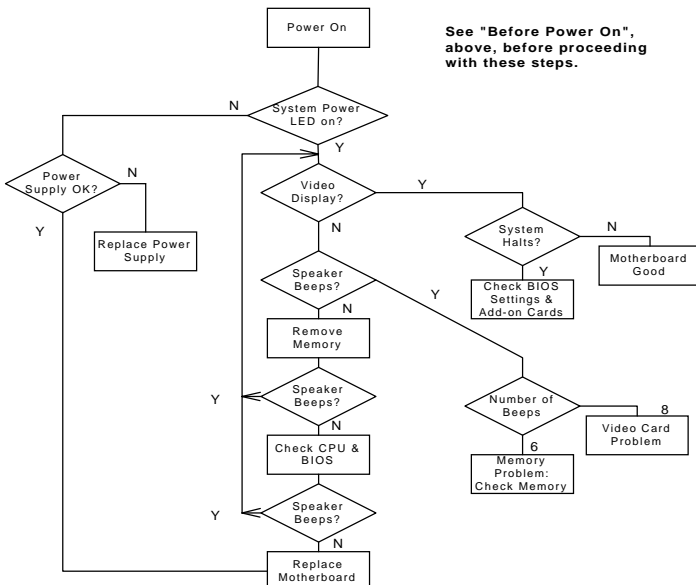 Power On
See "Before Power On",
above, before proceeding
with these steps.
N
System Power
LED on?
Y
Power
Supply OK?
N
Y
Replace Power
Supply
Video
Display?
Y
N
System
Halts?
N
Y
Motherboard
Good
Check BIOS
Settings &
Add-on Cards
Speaker
Beeps?
Y
N
Remove
Memory
Speaker
Beeps?
Y
N
Number of
Beeps
8
Video Card
Problem
6
Memory
Problem:
Check Memory
Check CPU &
BIOS
Speaker
Beeps?
Y
N
Replace
Motherboard